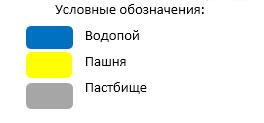 Условные обозначения:
Водопой
Пашня
Пастбище